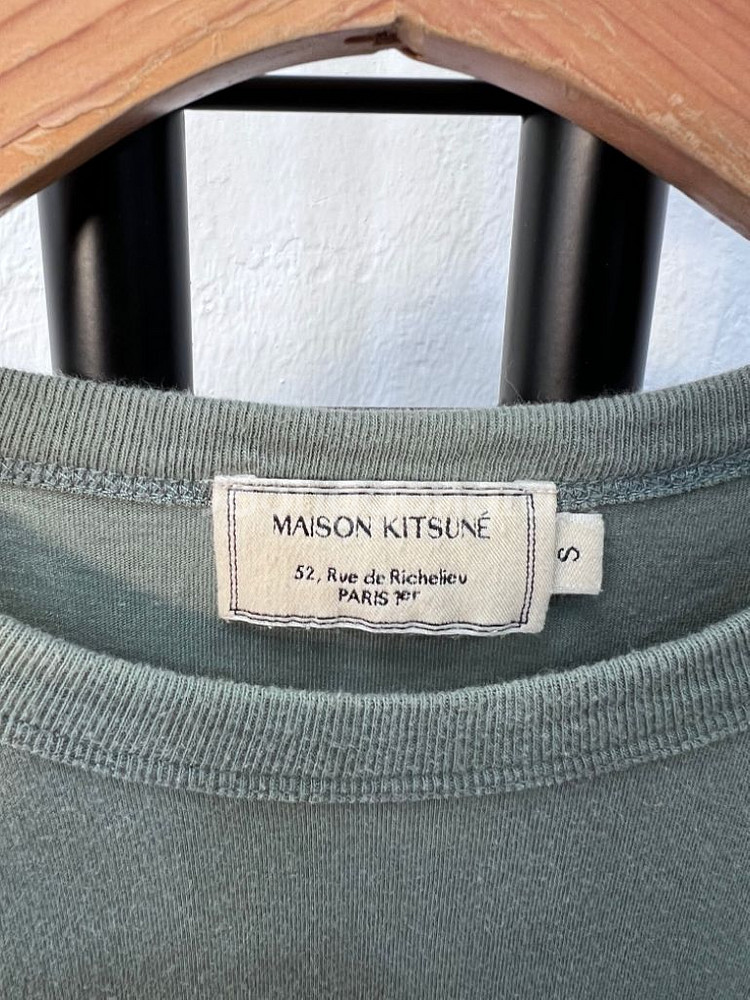 MAISON KITSUNÉ
52, Rue de Richelieu
PARIS 1er
S